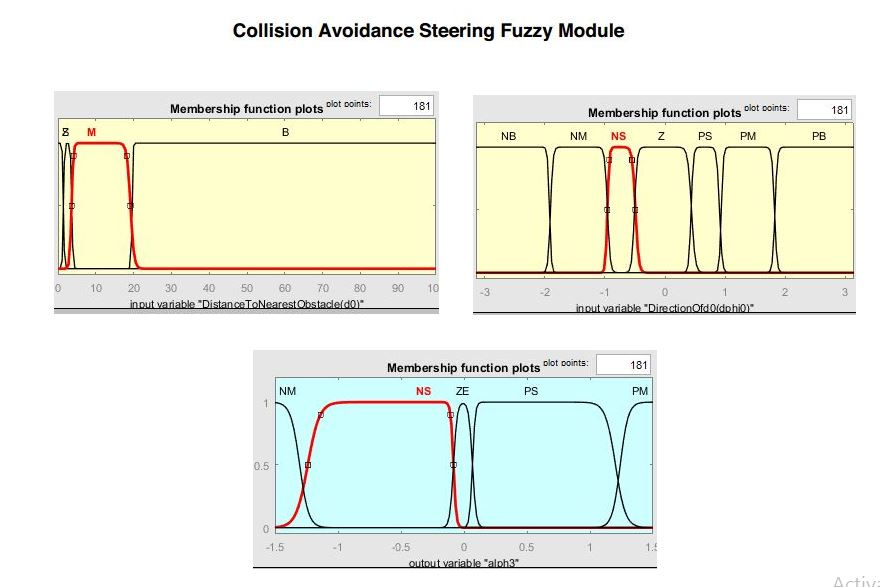 Collision Avoidance Steering Fuzzy Module
Membership function plots plot points: 181
S M B
0 10 20 30 40 50 60 70 80 90 10
input variable "DistanceToNearestObstacle(d0)"
Membership function plots plot points: 181
NB NM NS Z PS PM PB
-3 -2 -1 0 1 2 3
input variable "DirectionOfd0(dphi0)"
Membership function plots plot points: 181
NM NS ZE PS PM
1
0.5
0
-1.5 -1 -0.5 0 0.5 1 1.5
output variable "alph3"
Activa